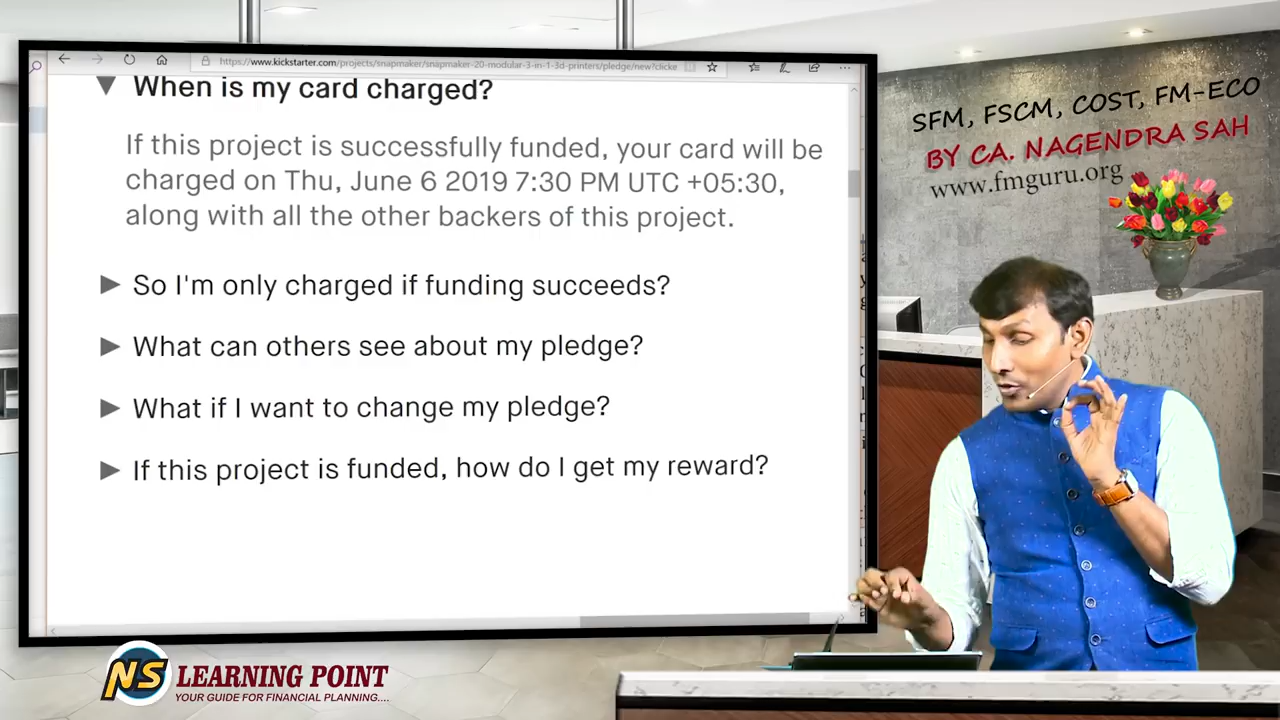 https://www.kickstarter.com/projects/snapmaker/snapmaker-20-modular-3-in-1-3d-printers/pledge/new?clicke
When is my card charged?
If this project is successfully funded, your card will be
charged on Thu, June 6 2019 7:30 PM UTC +05:30,
along with all the other backers of this project.
So I'm only charged if funding succeeds?
What can others see about my pledge?
What if I want to change my pledge?
If this project is funded, how do I get my reward?
SFM, FSCM, COST, FM-ECO
BY CA. NAGENDRA SAH
www.fmguru.org
NS LEARNING POINT
YOUR GUIDE FOR FINANCIAL PLANNING....